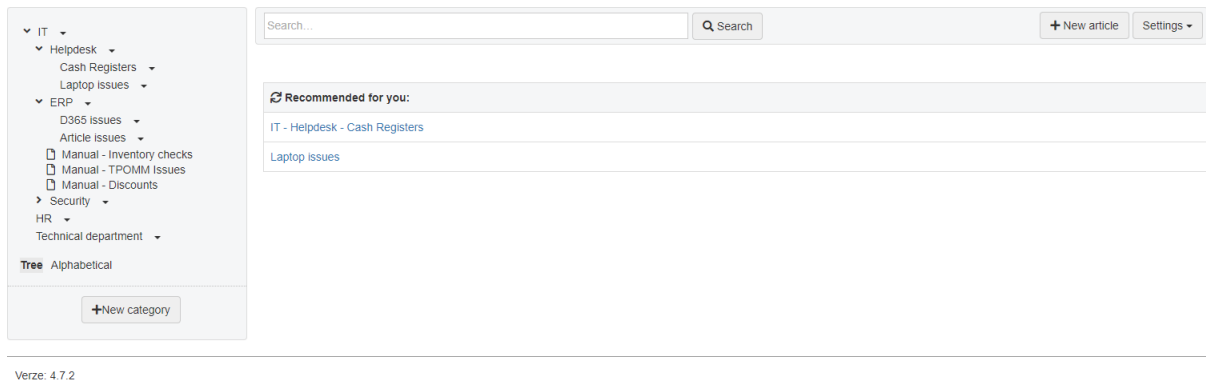 IT
Helpdesk
Cash Registers
Laptop issues
ERP
D365 issues
Article issues
Manual - Inventory checks
Manual - TPOMM Issues
Manual - Discounts
Security
HR
Technical department
Tree Alphabetical
New category
Search...
Search
New article
Settings
Recommended for you:
IT - Helpdesk - Cash Registers
Laptop issues
Verze: 4.7.2